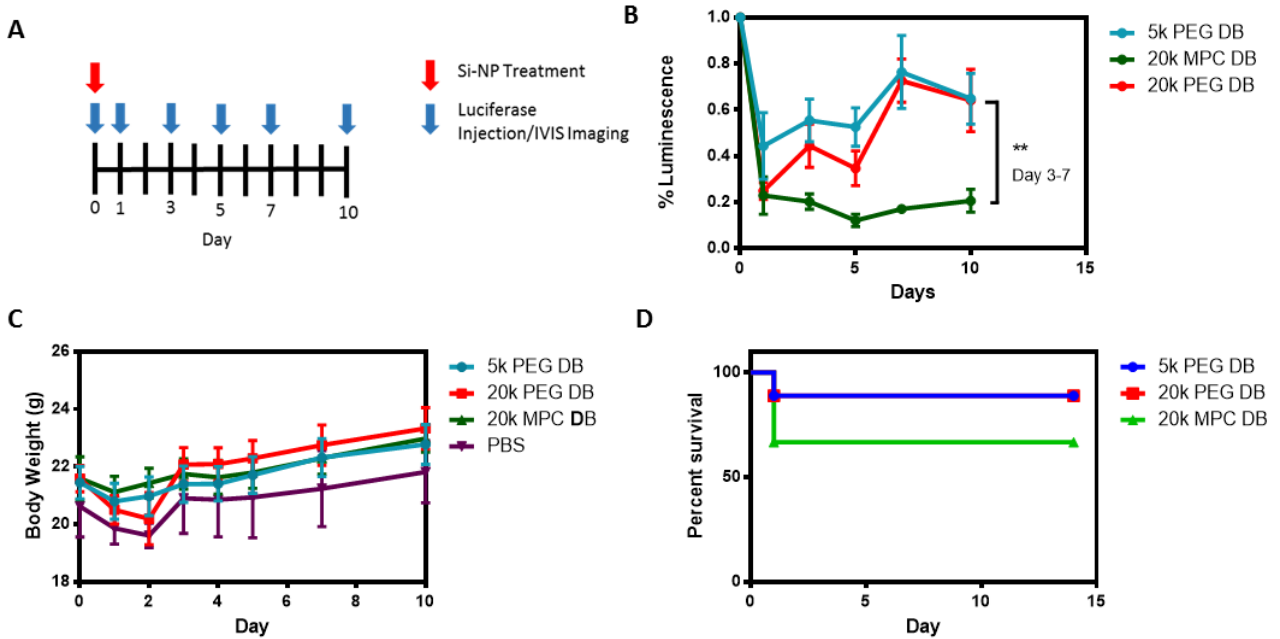 A
Si-NP Treatment
Luciferase
Injection/IVIS Imaging
0 1 3 5 7 10
Day
B
% Luminescence
1.0
0.8
0.6
0.4
0.2
0.0
0 5 10 15
Days
5k PEG DB
20k MPC DB
20k PEG DB
**
Day 3-7
C
Body Weight (g)
26
24
22
20
18
0 2 4 6 8 10
Day
5k PEG DB
20k PEG DB
20k MPC DB
PBS
D
Percent survival
100
50
0
0 5 10 15
Day
5k PEG DB
20k PEG DB
20k MPC DB